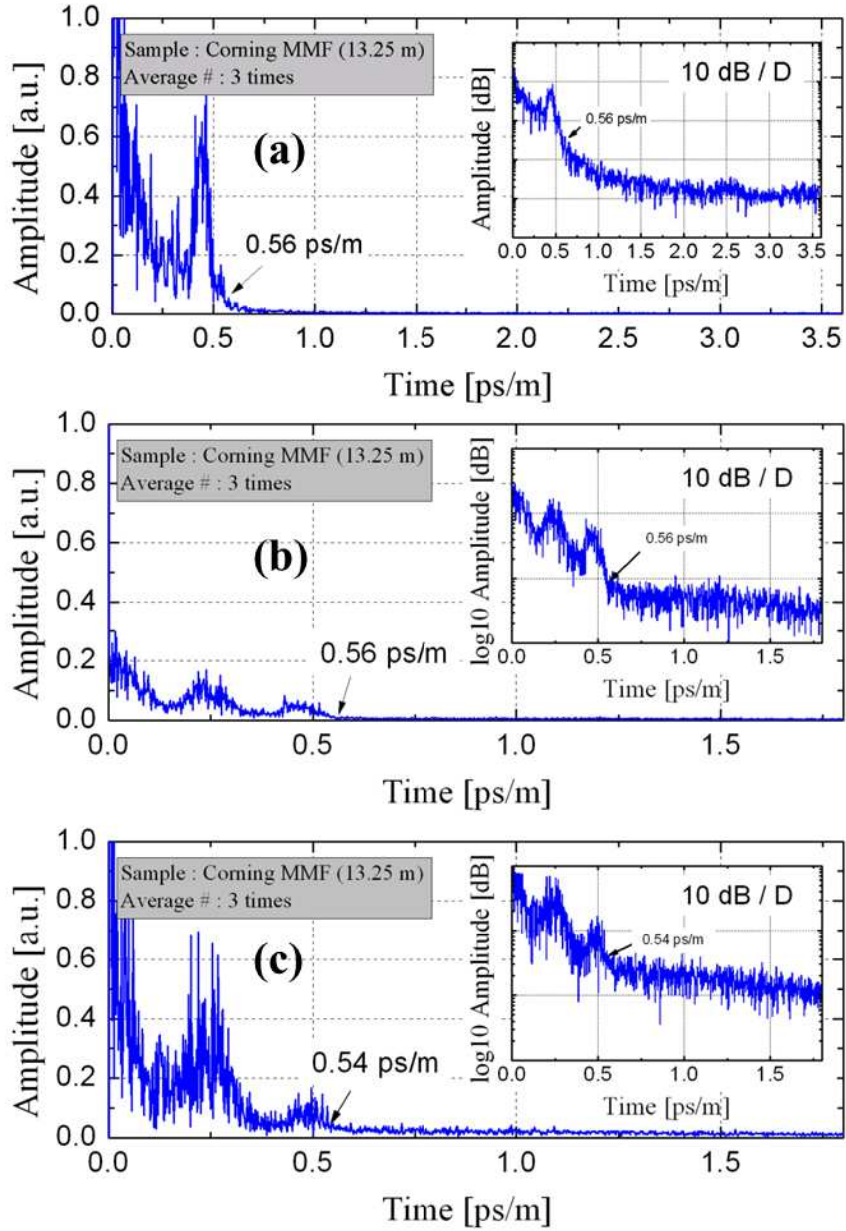 Sample : Corning MMF (13.25 m)
Average # : 3 times
(a)
0.56 ps/m
Amplitude [a.u.]
1.0
0.8
0.6
0.4
0.2
0.0
0.0 0.5 1.0 1.5 2.0 2.5 3.0 3.5
Time [ps/m]
10 dB / D
0.56 ps/m
Amplitude [dB]
0.0 0.5 1.0 1.5 2.0 2.5 3.0 3.5
Time [ps/m]
Sample : Corning MMF (13.25 m)
Average # : 3 times
(b)
0.56 ps/m
Amplitude [a.u.]
1.0
0.8
0.6
0.4
0.2
0.0
0.0 0.5 1.0 1.5
Time [ps/m]
10 dB / D
0.56 ps/m
log10 Amplitude [dB]
0.0 0.5 1.0 1.5
Time [ps/m]
Sample : Corning MMF (13.25 m)
Average # : 3 times
(c)
0.54 ps/m
Amplitude [a.u.]
1.0
0.8
0.6
0.4
0.2
0.0
0.0 0.5 1.0 1.5
Time [ps/m]
10 dB / D
0.54 ps/m
log10 Amplitude [dB]
0.0 0.5 1.0 1.5
Time [ps/m]